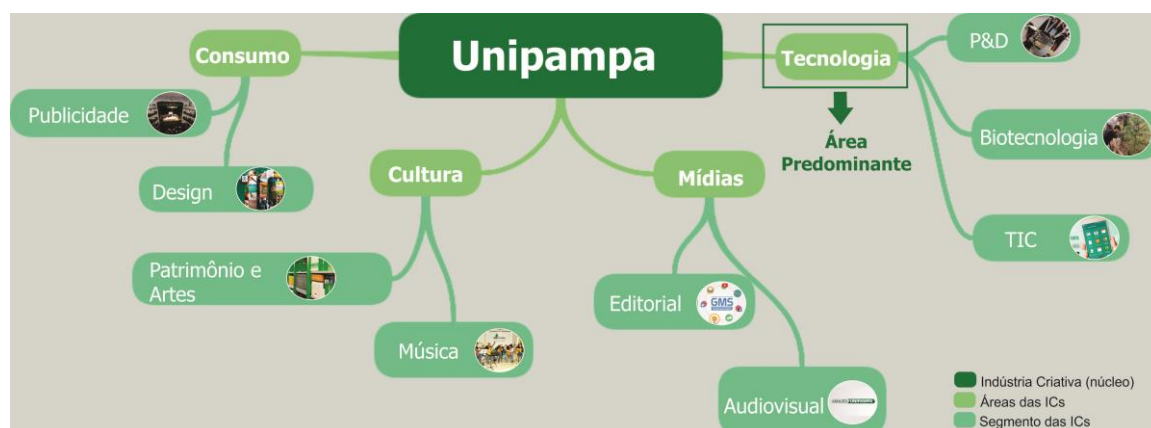 Unipampa
Consumo
Publicidade
Design
Cultura
Patrimônio e
Artes
Música
Mídias
Editorial
GMS
Audiovisual
Tecnologia
Área
Predominante
P&D
Biotecnologia
TIC
Indústria Criativa (núcleo)
Áreas das ICs
Segmento das ICs